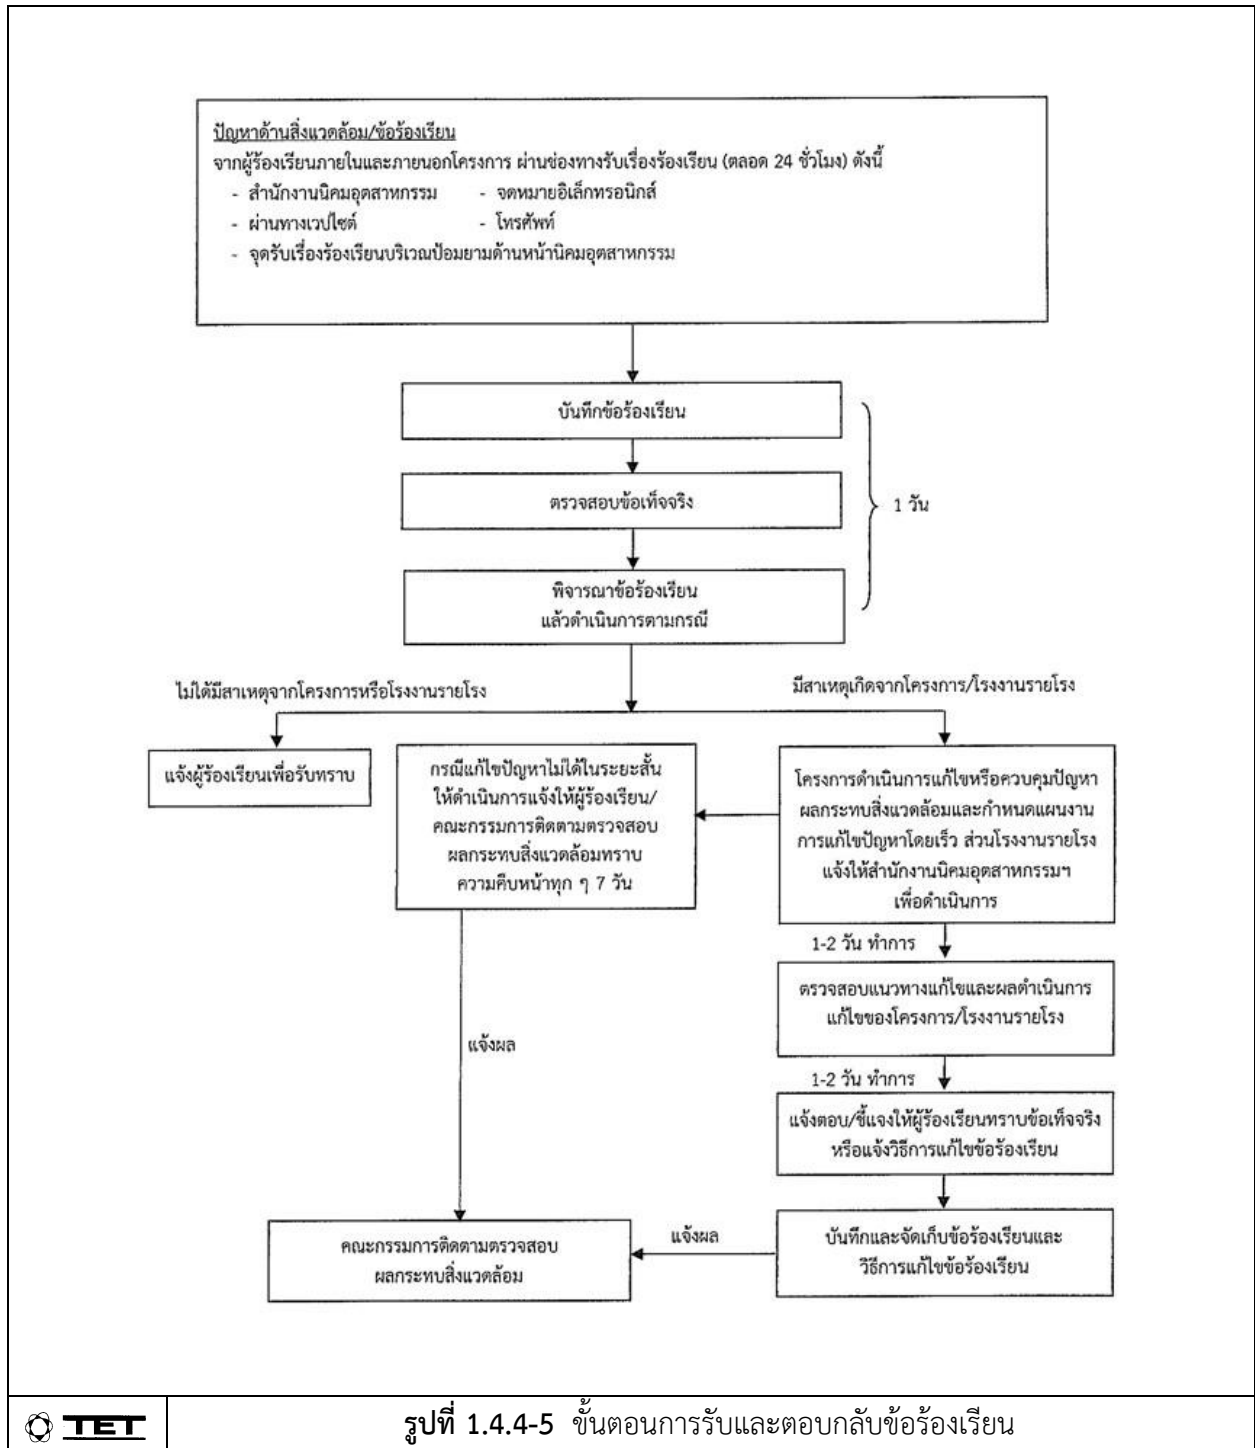 ปัญหาด้านสิ่งแวดล้อม/ข้อร้องเรียน
จากผู้ร้องเรียนภายในและภายนอกโครงการ ผ่านช่องทางรับเรื่องร้องเรียน (ตลอด 24 ชั่วโมง) ดังนี้
- สำนักงานนิคมอุตสาหกรรม - จดหมายอิเล็กทรอนิกส์
- ผ่านทางเวปไซต์ - โทรศัพท์
- จุดรับเรื่องร้องเรียนบริเวณป้อมยามด้านหน้านิคมอุตสาหกรรม
บันทึกข้อร้องเรียน
ตรวจสอบข้อเท็จจริง
1 วัน
พิจารณาข้อร้องเรียน
แล้วดำเนินการตามกรณี
ไม่ได้มีสาเหตุจากโครงการหรือโรงงานรายโรง
มีสาเหตุเกิดจากโครงการ/โรงงานรายโรง
แจ้งผู้ร้องเรียนเพื่อรับทราบ
กรณีแก้ไขปัญหาไม่ได้ในระยะสั้น
ให้ดำเนินการแจ้งให้ผู้ร้องเรียน/
คณะกรรมการติดตามตรวจสอบ
ผลกระทบสิ่งแวดล้อมทราบ
ความคืบหน้าทุก ๆ 7 วัน
โครงการดำเนินการแก้ไขหรือควบคุมปัญหา
ผลกระทบสิ่งแวดล้อมและกำหนดแผนงาน
การแก้ไขปัญหาโดยเร็ว ส่วนโรงงานรายโรง
แจ้งให้สำนักงานนิคมอุตสาหกรรมฯ
เพื่อดำเนินการ
1-2 วัน ทำการ
ตรวจสอบแนวทางแก้ไขและผลดำเนินการ
แก้ไขของโครงการ/โรงงานรายโรง
แจ้งผล
1-2 วัน ทำการ
แจ้งตอบ/ชี้แจงให้ผู้ร้องเรียนทราบข้อเท็จจริง
หรือแจ้งวิธีการแก้ไขข้อร้องเรียน
คณะกรรมการติดตามตรวจสอบ
ผลกระทบสิ่งแวดล้อม
แจ้งผล
บันทึกและจัดเก็บข้อร้องเรียนและ
วิธีการแก้ไขข้อร้องเรียน
TET
รูปที่ 1.4.4-5 ขั้นตอนการรับและตอบกลับข้อร้องเรียน